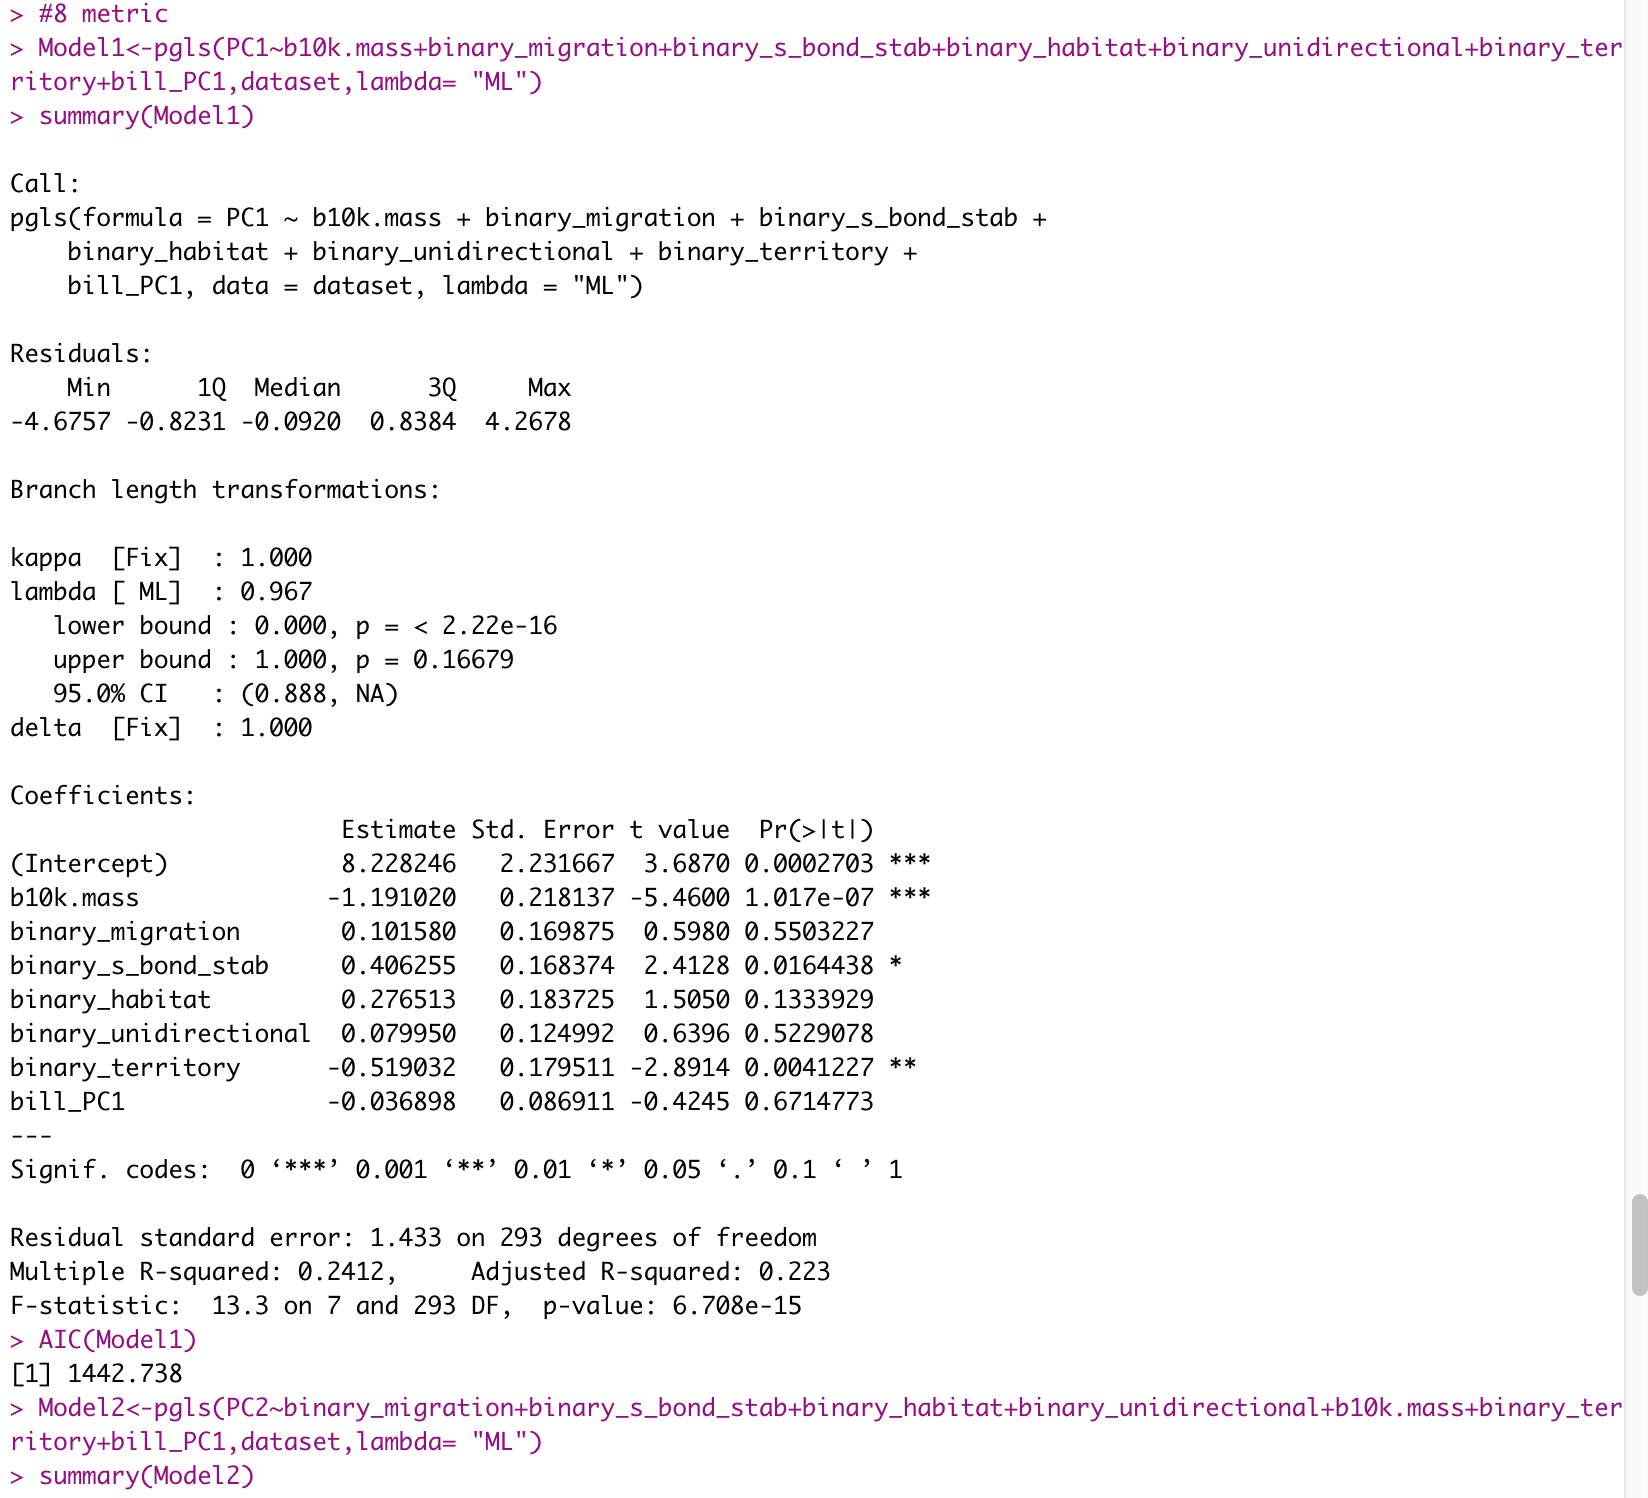 > #8 metric
> Model1<-pgls(PC1~b10k.mass+binary_migration+binary_s_bond_stab+binary_habitat+binary_unidirectional+binary_ter
ritory+bill_PC1,dataset,lambda= "ML")
> summary(Model1)

Call:
pgls(formula = PC1 ~ b10k.mass + binary_migration + binary_s_bond_stab +
    binary_habitat + binary_unidirectional + binary_territory +
    bill_PC1, data = dataset, lambda = "ML")

Residuals:
    Min      1Q  Median      3Q     Max
-4.6757 -0.8231 -0.0920  0.8384  4.2678

Branch length transformations:

kappa  [Fix]  : 1.000
lambda [ ML]  : 0.967
   lower bound : 0.000, p = < 2.22e-16
   upper bound : 1.000, p = 0.16679
   95.0% CI   : (0.888, NA)
delta  [Fix]  : 1.000

Coefficients:
                       Estimate Std. Error t value  Pr(>|t|)
(Intercept)            8.228246   2.231667  3.6870 0.0002703 ***
b10k.mass             -1.191020   0.218137 -5.4600 1.017e-07 ***
binary_migration       0.101580   0.169875  0.5980 0.5503227
binary_s_bond_stab     0.406255   0.168374  2.4128 0.0164438 *
binary_habitat         0.276513   0.183725  1.5050 0.1333929
binary_unidirectional  0.079950   0.124992  0.6396 0.5229078
binary_territory      -0.519032   0.179511 -2.8914 0.0041227 **
bill_PC1              -0.036898   0.086911 -0.4245 0.6714773
---
Signif. codes:  0 ‘***’ 0.001 ‘**’ 0.01 ‘*’ 0.05 ‘.’ 0.1 ‘ ’ 1

Residual standard error: 1.433 on 293 degrees of freedom
Multiple R-squared: 0.2412,     Adjusted R-squared: 0.223
F-statistic:  13.3 on 7 and 293 DF,  p-value: 6.708e-15
> AIC(Model1)
[1] 1442.738
> Model2<-pgls(PC2~binary_migration+binary_s_bond_stab+binary_habitat+binary_unidirectional+b10k.mass+binary_ter
ritory+bill_PC1,dataset,lambda= "ML")
> summary(Model2)